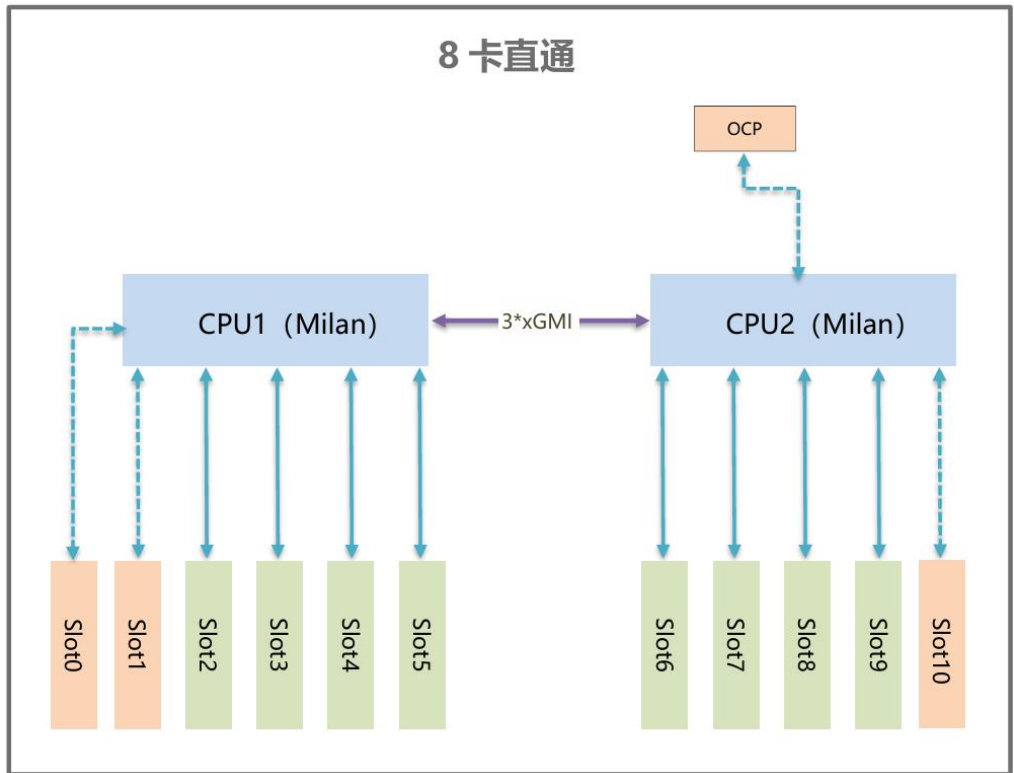 8 卡直通
OCP
CPU1（Milan）
3*xGMI
CPU2（Milan）
Slot0
Slot1
Slot2
Slot3
Slot4
Slot5
Slot6
Slot7
Slot8
Slot9
Slot10